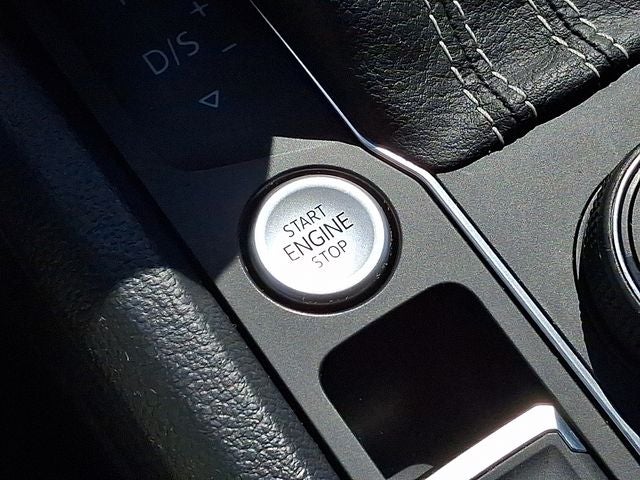 +
D/S
−
START
ENGINE
STOP